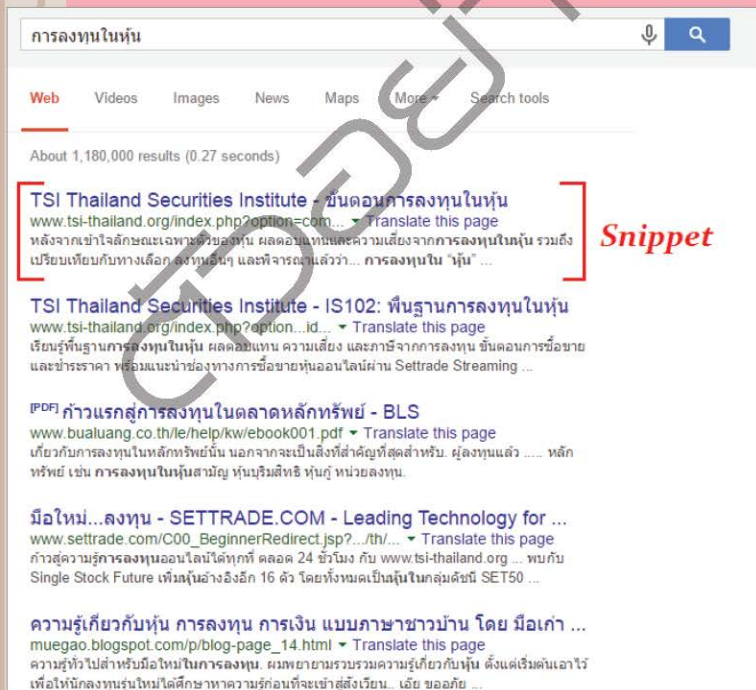 การลงทุนในหุ้น
Web Videos Images News Maps More Search tools
About 1,180,000 results (0.27 seconds)
TSI Thailand Securities Institute - ขั้นตอนการลงทุนในหุ้น
www.tsi-thailand.org/index.php?option=com... Translate this page
หลังจากเข้าใจลักษณะเฉพาะตัวของหุ้น ผลตอบแทนและความเสี่ยงจากการลงทุนในหุ้น รวมถึง
เปรียบเทียบกับทางเลือก ลงทุนอื่นๆ และพิจารณาแล้วว่า... การลงทุนใน "หุ้น" ...
Snippet
TSI Thailand Securities Institute - IS102: พื้นฐานการลงทุนในหุ้น
www.tsi-thailand.org/index.php?option...id... Translate this page
เรียนรู้พื้นฐานการลงทุนในหุ้น ผลตอบแทน ความเสี่ยง และภาษีจากการลงทุน ขั้นตอนการซื้อขาย
และชำระราคา พร้อมแนะนำช่องทางการซื้อขายหุ้นออนไลน์ผ่าน Settrade Streaming ...
[PDF] ก้าวแรกสู่การลงทุนในตลาดหลักทรัพย์ - BLS
www.bualuang.co.th/le/help/kw/ebook001.pdf Translate this page
เกี่ยวกับการลงทุนในหลักทรัพย์นั้น นอกจากจะเป็นสิ่งที่สำคัญที่สุดสำหรับ. ผู้ลงทุนแล้ว ..... หลัก
ทรัพย์ เช่น การลงทุนในหุ้นสามัญ หุ้นบุริมสิทธิ หุ้นกู้ หน่วยลงทุน.
มือใหม่...ลงทุน - SETTRADE.COM - Leading Technology for ...
www.settrade.com/C00_BeginnerRedirect.jsp?.../th/... Translate this page
ก้าวสู่ความรู้การลงทุนออนไลน์ได้ทุกที่ ตลอด 24 ชั่วโมง กับ www.tsi-thailand.org ... พบกับ
Single Stock Future เพิ่มหุ้นอ้างอิงอีก 16 ตัว โดยทั้งหมดเป็นหุ้นในกลุ่มดัชนี SET50 ...
ความรู้เกี่ยวกับหุ้น การลงทุน การเงิน แบบภาษาชาวบ้าน โดย มือเก่า ...
muegao.blogspot.com/p/blog-page_14.html Translate this page
ความรู้ทั่วไปสำหรับมือใหม่ในการลงทุน. ผมพยายามรวบรวมความรู้เกี่ยวกับหุ้น ตั้งแต่เริ่มต้นเอาไว้
เพื่อให้นักลงทุนรุ่นใหม่ได้ศึกษาหาความรู้ก่อนที่จะเข้าสู่สังเวียน.. เอ้ย ขออภัย ...